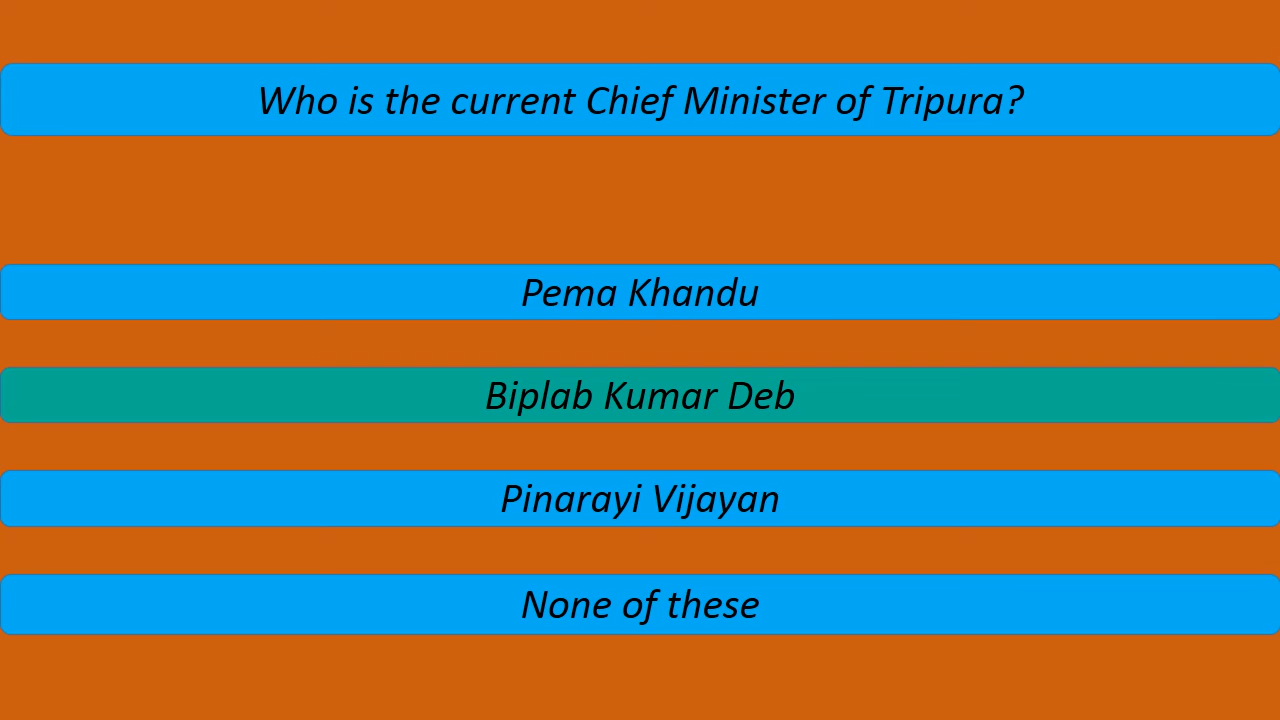 Who is the current Chief Minister of Tripura?
Pema Khandu
Biplab Kumar Deb
Pinarayi Vijayan
None of these